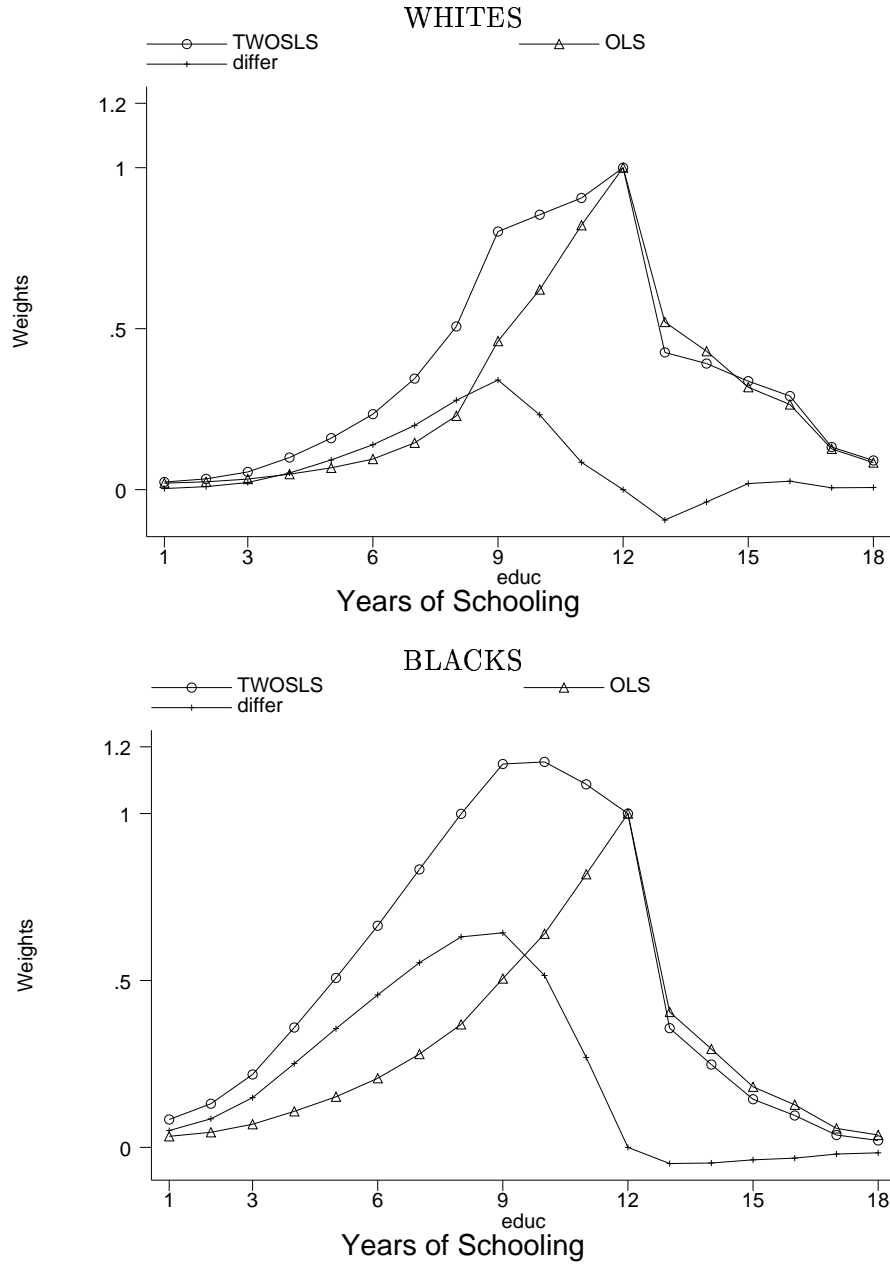 WHITES
TWOSLS OLS
differ
1.2
1
.5
0
Weights
1 3 6 9 12 15 18
educ
Years of Schooling
BLACKS
TWOSLS OLS
differ
1.2
1
.5
0
Weights
1 3 6 9 12 15 18
educ
Years of Schooling